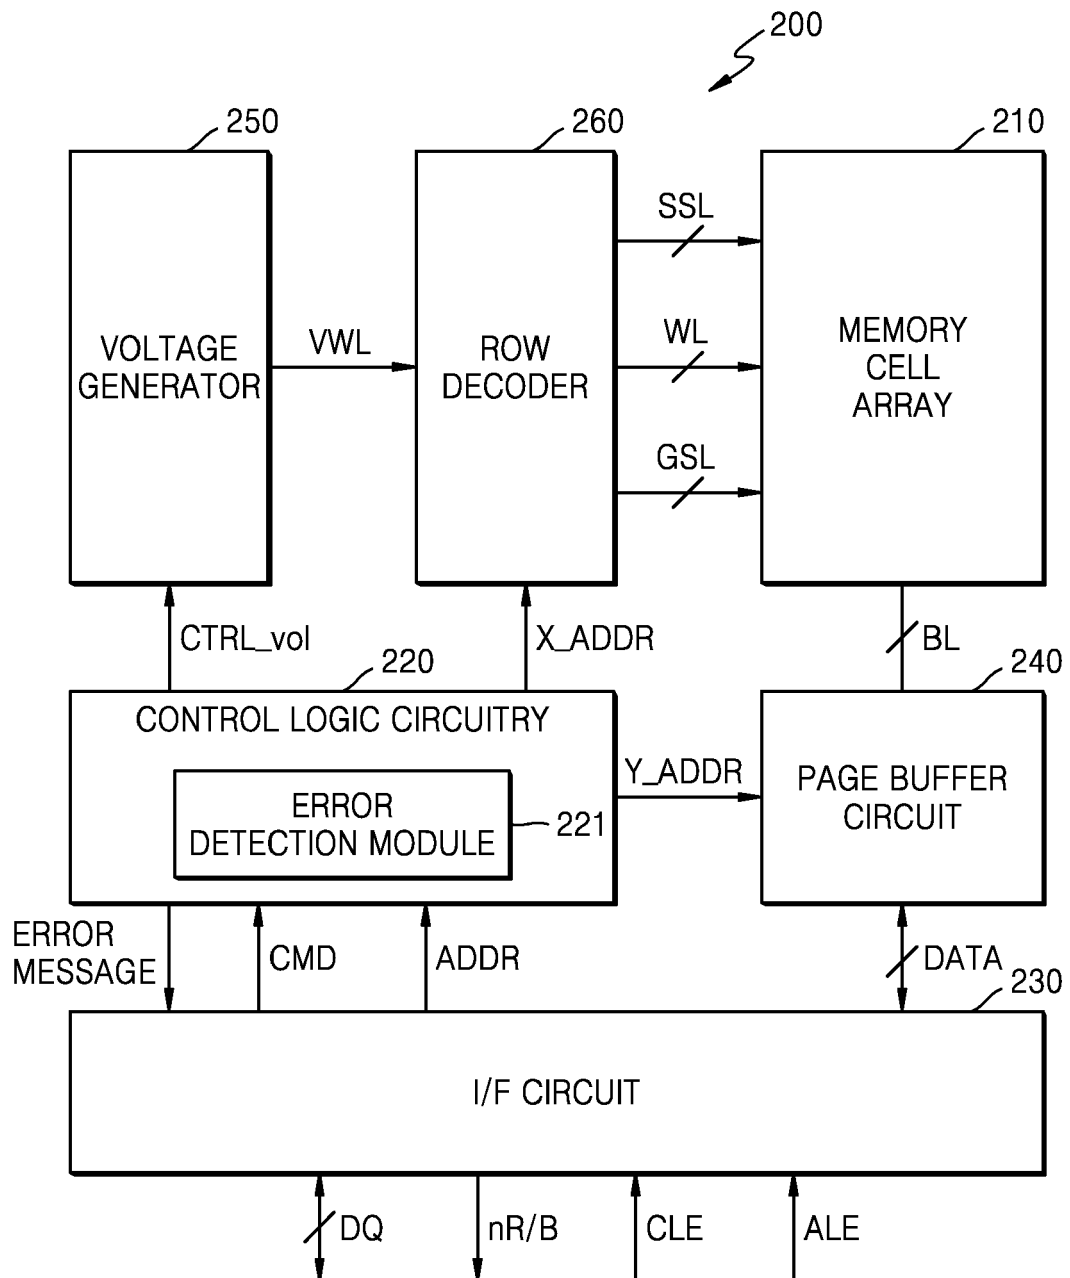 200
250
260
210
VOLTAGE
GENERATOR
VWL
ROW
DECODER
SSL
WL
GSL
MEMORY
CELL
ARRAY
CTRL_vol
X_ADDR
BL
220
240
CONTROL LOGIC CIRCUITRY
ERROR
DETECTION MODULE
221
Y_ADDR
PAGE BUFFER
CIRCUIT
ERROR
MESSAGE
CMD
ADDR
DATA
230
I/F CIRCUIT
DQ
nR/B
CLE
ALE